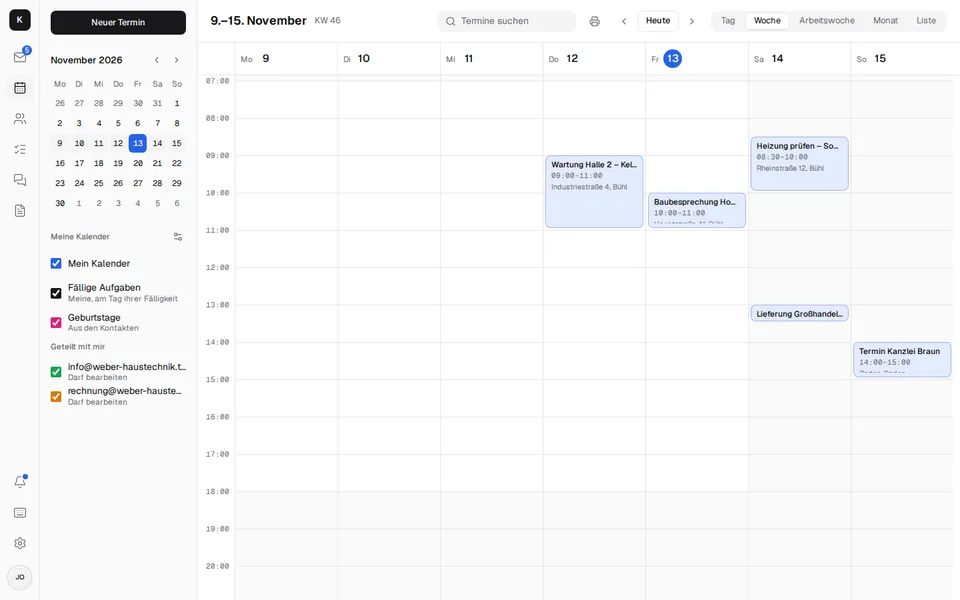 K
Neuer Termin
9.–15. November KW 46
Termine suchen
Heute
Tag Woche Arbeitswoche Monat Liste
5
November 2026
Mo Di Mi Do Fr Sa So
26 27 28 29 30 31 1
2 3 4 5 6 7 8
9 10 11 12 13 14 15
16 17 18 19 20 21 22
23 24 25 26 27 28 29
30 1 2 3 4 5 6
Meine Kalender
Mein Kalender
Fällige Aufgaben
Meine, am Tag ihrer Fälligkeit
Geburtstage
Aus den Kontakten
Geteilt mit mir
info@weber-haustechnik.t…
Darf bearbeiten
rechnung@weber-hauste…
Darf bearbeiten
JO
Mo 9 Di 10 Mi 11 Do 12 Fr 13 Sa 14 So 15
07:00
08:00
09:00
10:00
11:00
12:00
13:00
14:00
15:00
16:00
17:00
18:00
19:00
20:00
Wartung Halle 2 – Kel…
09:00–11:00
Industriestraße 4, Bühl
Baubesprechung Ho…
10:00–11:00
Heizung prüfen – So…
08:30–10:00
Rheinstraße 12, Bühl
Lieferung Großhandel…
Termin Kanzlei Braun
14:00–15:00